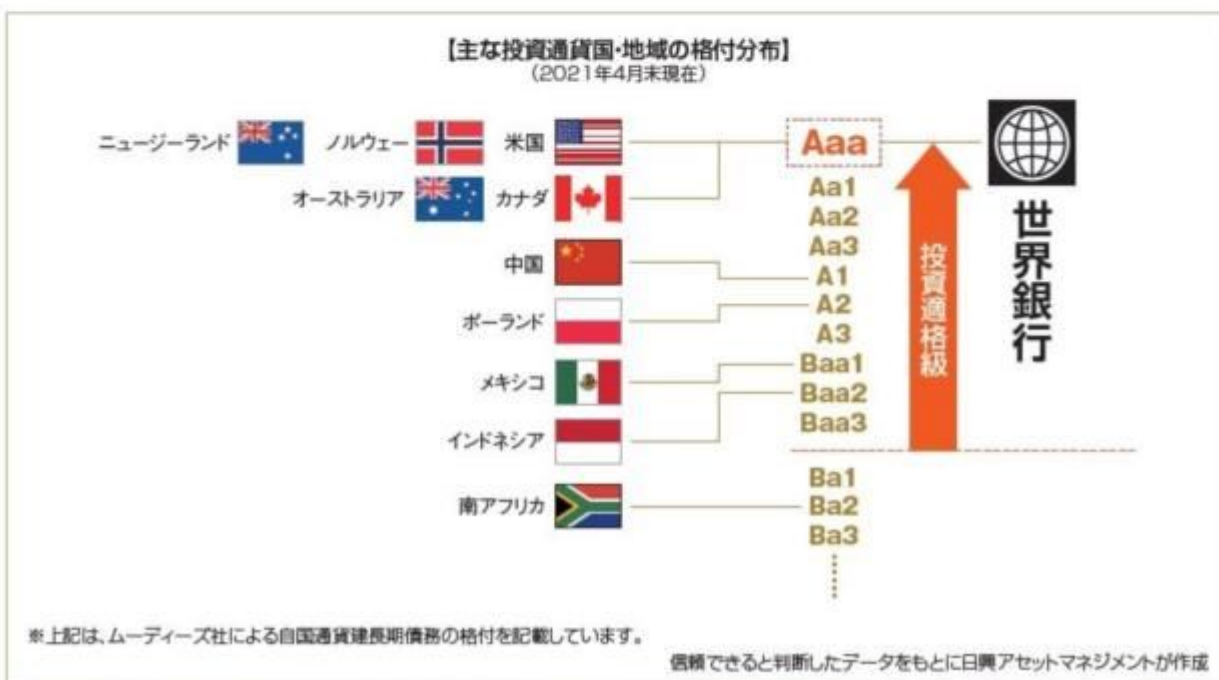 【主な投資通貨国・地域の格付分布】
(2021年4月末現在)
ニュージーランド ノルウェー 米国
オーストラリア カナダ
中国
ポーランド
メキシコ
インドネシア
南アフリカ
Aaa
Aa1
Aa2
Aa3
A1
A2
A3
Baa1
Baa2
Baa3
Ba1
Ba2
Ba3
投資適格級
世界銀行
※上記は、ムーディーズ社による自国通貨建長期債務の格付を記載しています。
信頼できると判断したデータをもとに日興アセットマネジメントが作成